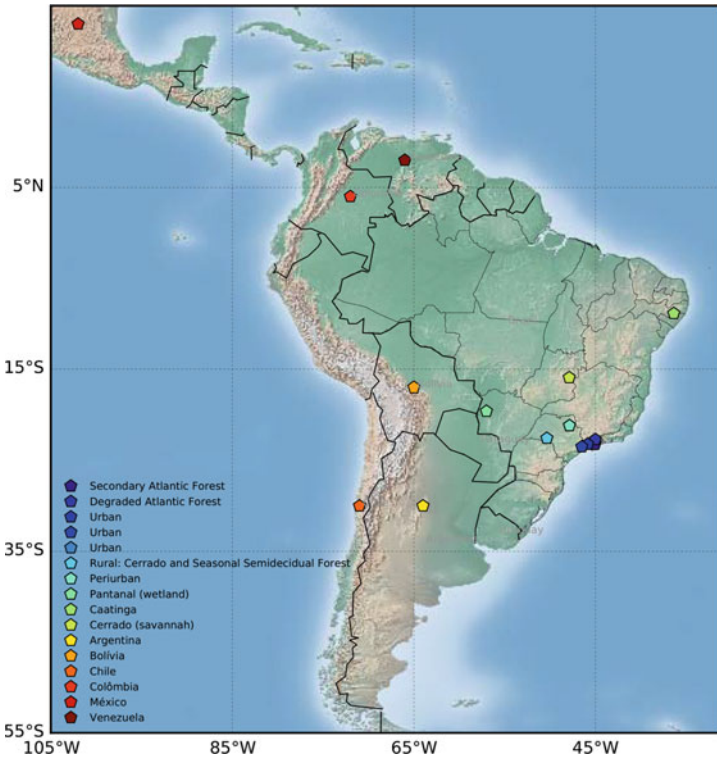 5°N
15°S
Secondary Atlantic Forest
Degraded Atlantic Forest
Urban
Urban
Urban
Rural: Cerrado and Seasonal Semidecidual Forest
35°S
Periurban
Pantanal (wetland)
Caatinga
Cerrado (savannah)
Argentina
Bolívia
Chile
Colômbia
México
Venezuela
55°S
105°W 85°W 65°W 45°W